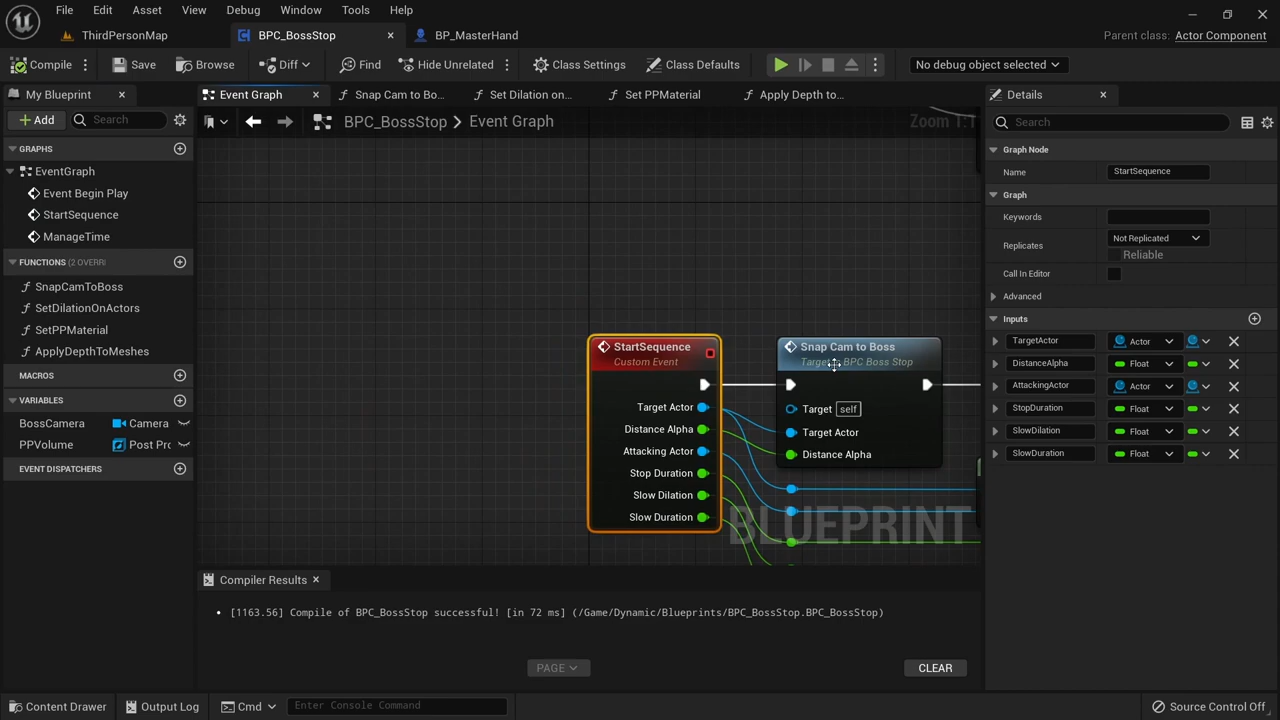 File Edit Asset View Debug Window Tools Help
ThirdPersonMap BPC_BossStop BP_MasterHand Parent class: Actor Component
Compile Save Browse Diff Find Hide Unrelated Class Settings Class Defaults No debug object selected
My Blueprint Event Graph Snap Cam to Bo... Set Dilation on... Set PPMaterial Apply Depth to... Details
Add Search BPC_BossStop > Event Graph Zoom 1:1 Search
GRAPHS
EventGraph
Event Begin Play
StartSequence
ManageTime
FUNCTIONS (2 OVERRI
SnapCamToBoss
SetDilationOnActors
SetPPMaterial
ApplyDepthToMeshes
MACROS
VARIABLES
BossCamera Camera
PPVolume Post Pro
EVENT DISPATCHERS
StartSequence
Custom Event
Target Actor
Distance Alpha
Attacking Actor
Stop Duration
Slow Dilation
Slow Duration
Snap Cam to Boss
Target is BPC Boss Stop
Target self
Target Actor
Distance Alpha
BLUEPRINT
Graph Node
Name StartSequence
Graph
Keywords
Replicates Not Replicated
Reliable
Call In Editor
Advanced
Inputs
TargetActor Actor
DistanceAlpha Float
AttackingActor Actor
StopDuration Float
SlowDilation Float
SlowDuration Float
Compiler Results
• [1163.56] Compile of BPC_BossStop successful! [in 72 ms] (/Game/Dynamic/Blueprints/BPC_BossStop.BPC_BossStop)
PAGE CLEAR
Content Drawer Output Log Cmd Enter Console Command Source Control Off